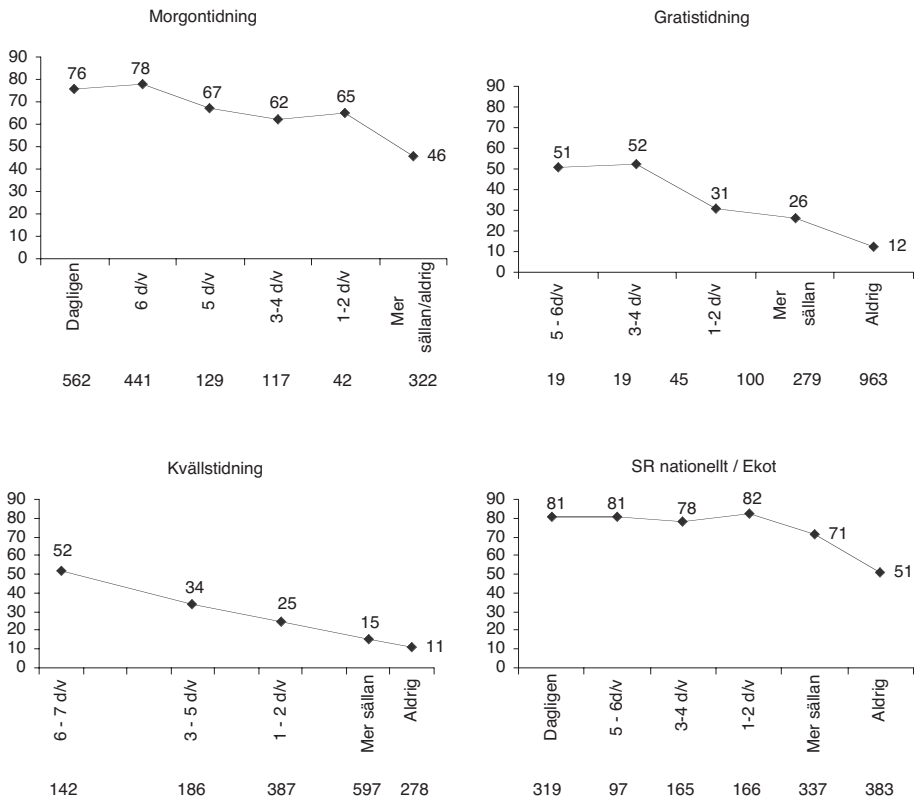 Morgontidning
90
80
70
60
50
40
30
20
10
0
76
78
67
62
65
46
Dagligen
6 d/v
5 d/v
3-4 d/v
1-2 d/v
Mer
sällan/aldrig
562 441 129 117 42 322
Gratistidning
90
80
70
60
50
40
30
20
10
0
51
52
31
26
12
5 - 6d/v
3-4 d/v
1-2 d/v
Mer
sällan
Aldrig
19 19 45 100 279 963
Kvällstidning
90
80
70
60
50
40
30
20
10
0
52
34
25
15
11
6 - 7 d/v
3 - 5 d/v
1 - 2 d/v
Mer sällan
Aldrig
142 186 387 597 278
SR nationellt / Ekot
90
80
70
60
50
40
30
20
10
0
81
81
78
82
71
51
Dagligen
5 - 6d/v
3-4 d/v
1-2 d/v
Mer sällan
Aldrig
319 97 165 166 337 383